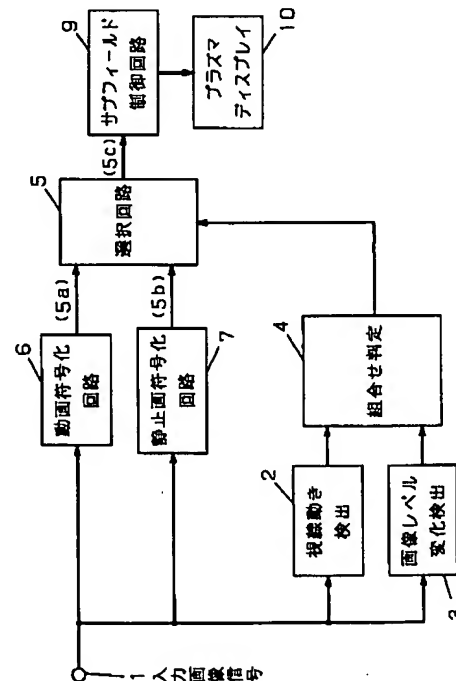 1
入力画像信号
6
動画符号化
回路
(5a)
静止画符号化
回路
7
(5b)
5
選択回路
(5c)
9
サブフィールド
制御回路
プラズマ
ディスプレイ
10
2
視線動き
検出
画像レベル
変化検出
3
4
組合せ判定